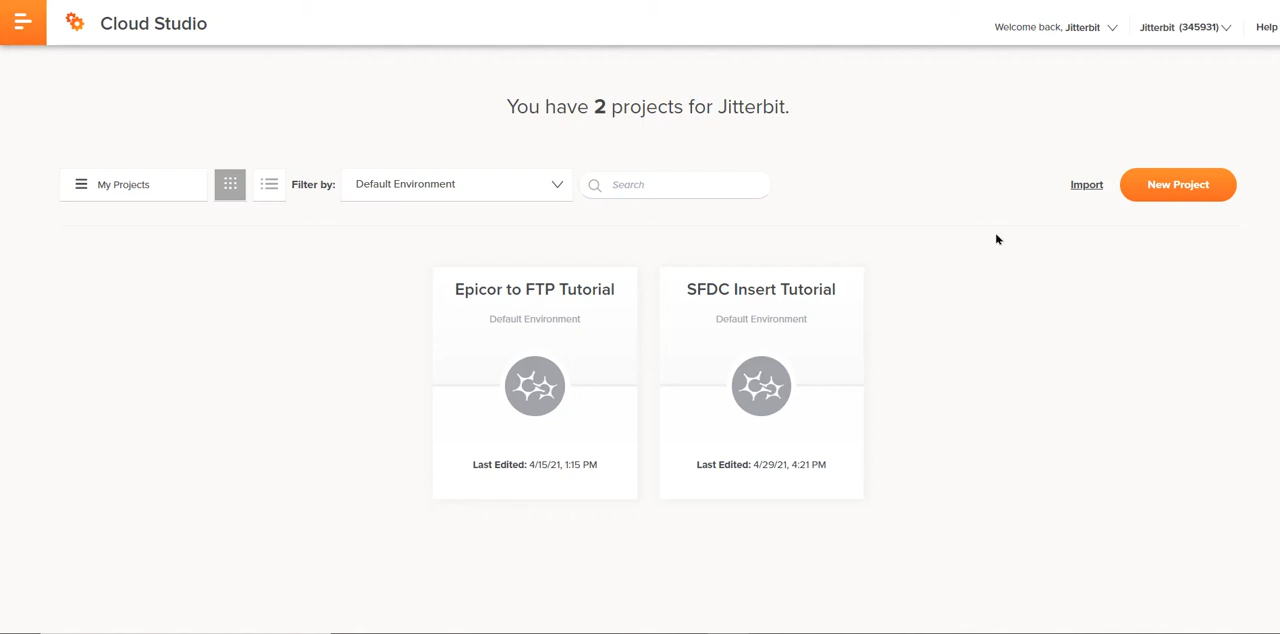 Cloud Studio
Welcome back, Jitterbit
Jitterbit (345931)
Help
You have 2 projects for Jitterbit.
My Projects
Filter by:
Default Environment
Search
Import
New Project
Epicor to FTP Tutorial
Default Environment
Last Edited: 4/15/21, 1:15 PM
SFDC Insert Tutorial
Default Environment
Last Edited: 4/29/21, 4:21 PM